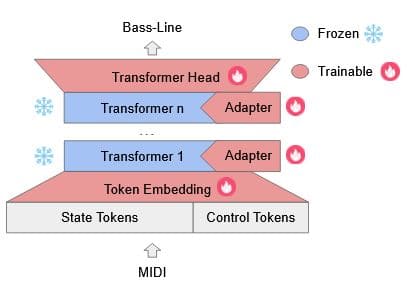 Bass-Line
Frozen
Trainable
Transformer Head
Transformer n
Adapter
...
Transformer 1
Adapter
Token Embedding
State Tokens
Control Tokens
MIDI